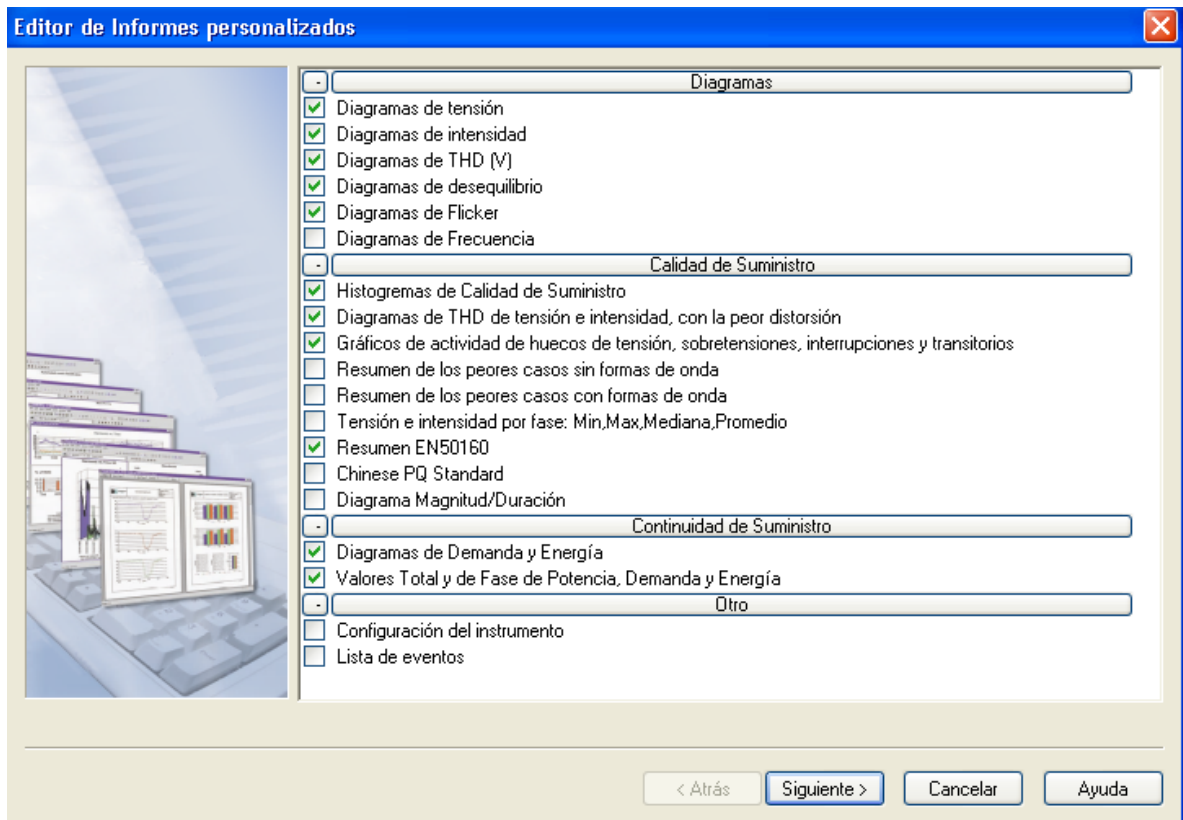 Editor de Informes personalizados
- Diagramas
Diagramas de tensión
Diagramas de intensidad
Diagramas de THD (V)
Diagramas de desequilibrio
Diagramas de Flicker
Diagramas de Frecuencia
- Calidad de Suministro
Histogremas de Calidad de Suministro
Diagramas de THD de tensión e intensidad, con la peor distorsión
Gráficos de actividad de huecos de tensión, sobretensiones, interrupciones y transitorios
Resumen de los peores casos sin formas de onda
Resumen de los peores casos con formas de onda
Tensión e intensidad por fase: Min,Max,Mediana,Promedio
Resumen EN50160
Chinese PQ Standard
Diagrama Magnitud/Duración
- Continuidad de Suministro
Diagramas de Demanda y Energía
Valores Total y de Fase de Potencia, Demanda y Energía
- Otro
Configuración del instrumento
Lista de eventos
< Atrás Siguiente > Cancelar Ayuda